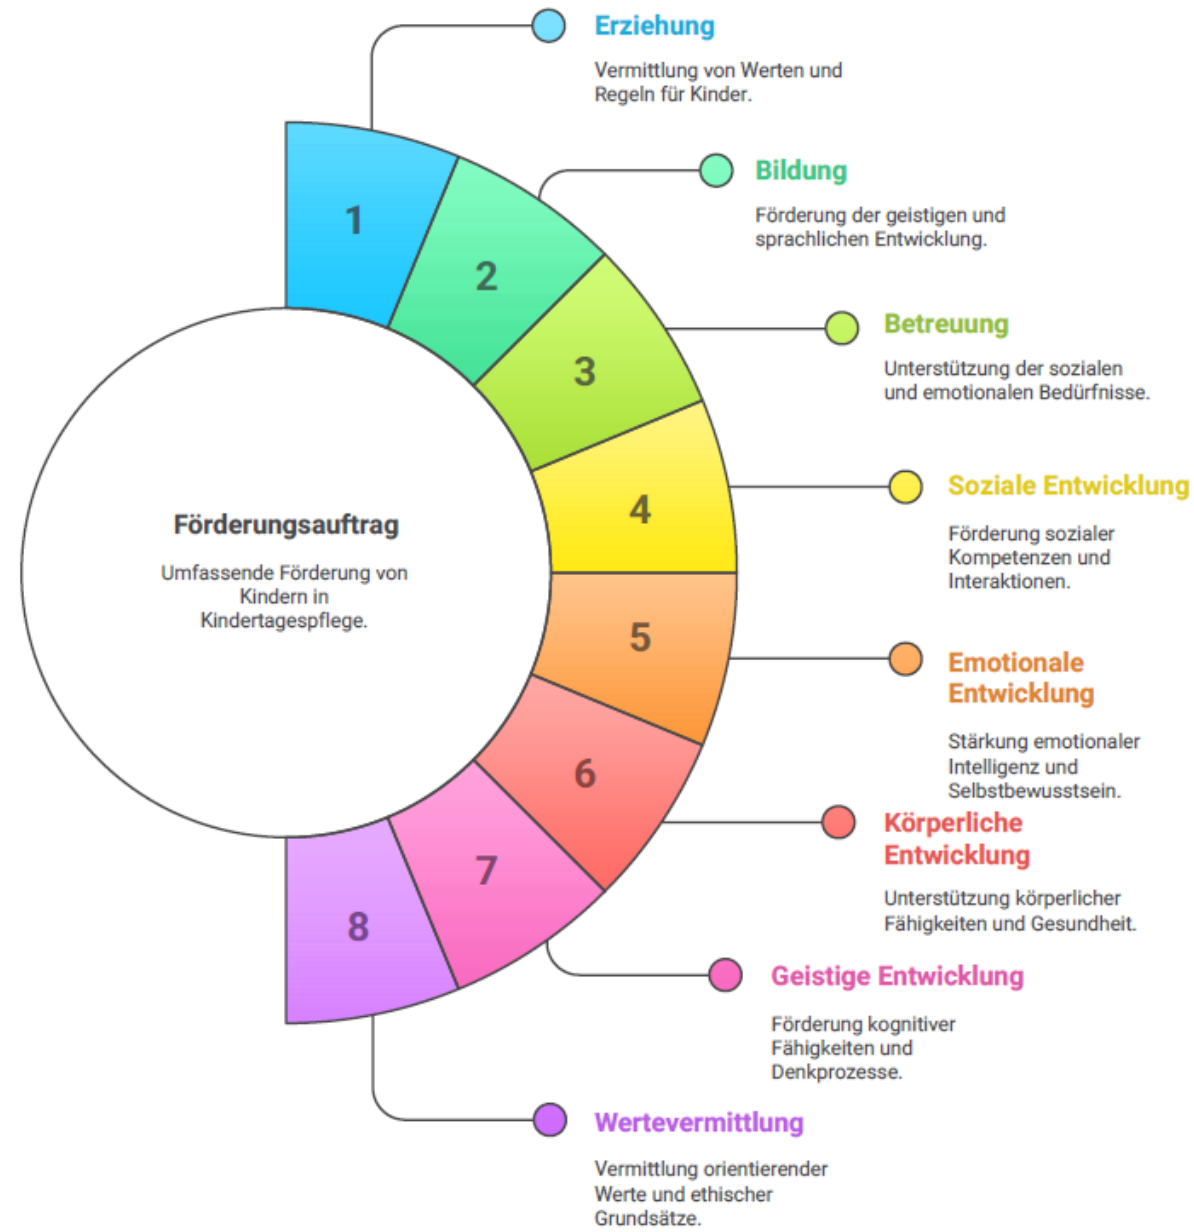 Erziehung
Vermittlung von Werten und
Regeln für Kinder.
1
Bildung
Förderung der geistigen und
sprachlichen Entwicklung.
2
Betreuung
Unterstützung der sozialen
und emotionalen Bedürfnisse.
3
Soziale Entwicklung
Förderung sozialer
Kompetenzen und
Interaktionen.
4
Förderungsauftrag
Umfassende Förderung von
Kindern in
Kindertagespflege.
5
Emotionale
Entwicklung
Stärkung emotionaler
Intelligenz und
Selbstbewusstsein.
6
Körperliche
Entwicklung
Unterstützung körperlicher
Fähigkeiten und Gesundheit.
7
Geistige Entwicklung
Förderung kognitiver
Fähigkeiten und
Denkprozesse.
8
Wertevermittlung
Vermittlung orientierender
Werte und ethischer
Grundsätze.